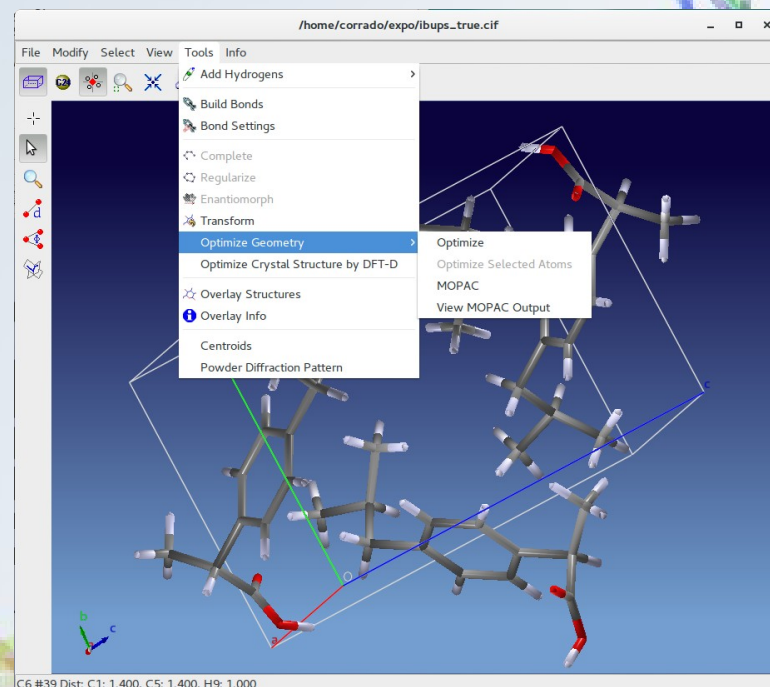 /home/corrado/expo/ibups_true.cif
File Modify Select View Tools Info
Add Hydrogens
Build Bonds
Bond Settings
Complete
Regularize
Enantiomorph
Transform
Optimize Geometry
Optimize Crystal Structure by DFT-D
Overlay Structures
Overlay Info
Centroids
Powder Diffraction Pattern
Optimize
Optimize Selected Atoms
MOPAC
View MOPAC Output
d
c
O
a
b
c
a
C6 #39 Dist: C1: 1.400, C5: 1.400, H9: 1.000